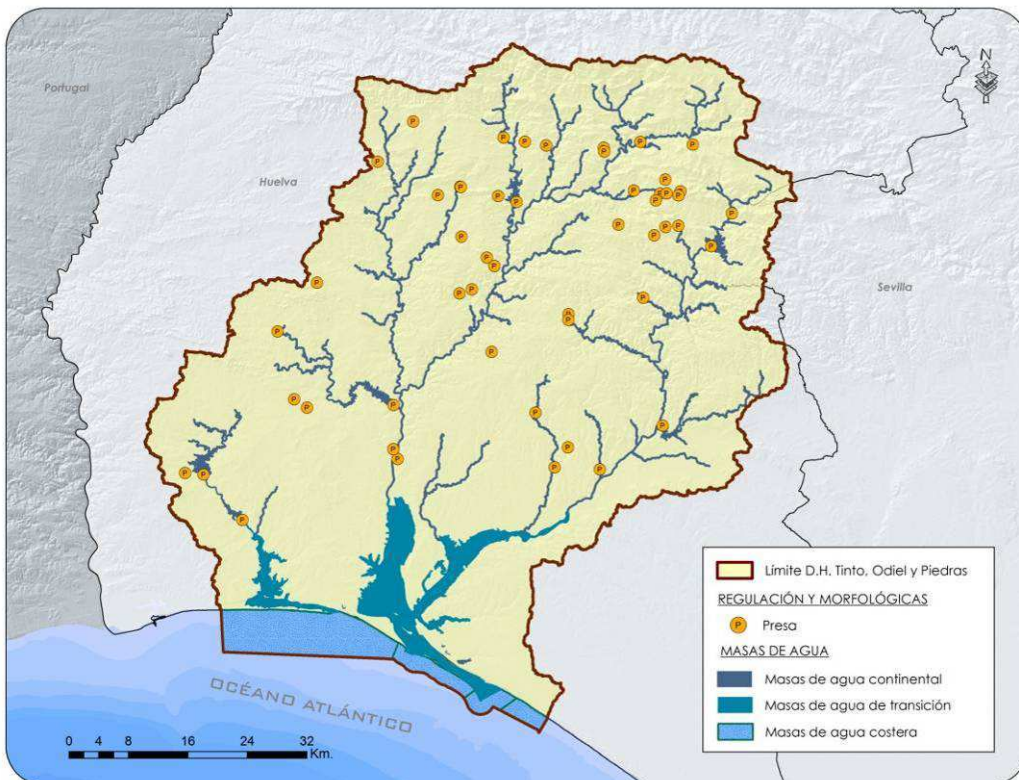 N
Portugal
Huelva
Sevilla
OCÉANO ATLÁNTICO
0 4 8 16 24 32
Km.
Límite D.H. Tinto, Odiel y Piedras
REGULACIÓN Y MORFOLÓGICAS
P Presa
MASAS DE AGUA
Masas de agua continental
Masas de agua de transición
Masas de agua costera